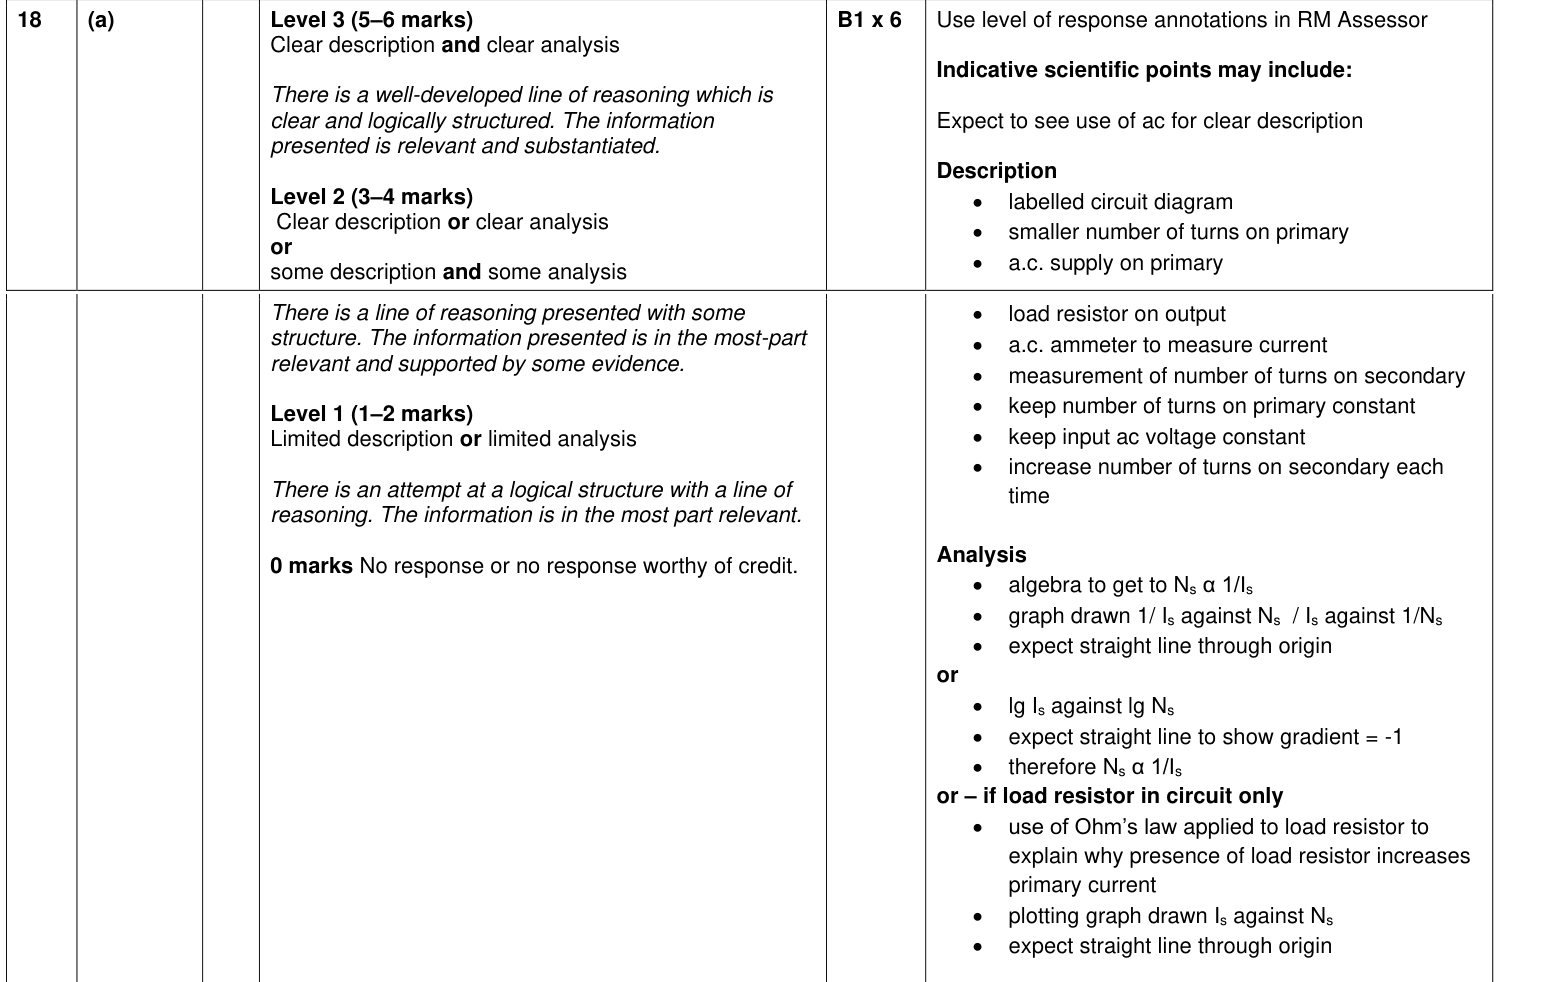 18 (a) Level 3 (5–6 marks) B1 x 6 Use level of response annotations in RM Assessor
Clear description and clear analysis
Indicative scientific points may include:
There is a well-developed line of reasoning which is
clear and logically structured. The information
presented is relevant and substantiated.
Expect to see use of ac for clear description
Level 2 (3–4 marks)
Clear description or clear analysis
or
some description and some analysis
Description
• labelled circuit diagram
• smaller number of turns on primary
• a.c. supply on primary
There is a line of reasoning presented with some
structure. The information presented is in the most-part
relevant and supported by some evidence.
Level 1 (1–2 marks)
Limited description or limited analysis
There is an attempt at a logical structure with a line of
reasoning. The information is in the most part relevant.
0 marks No response or no response worthy of credit.
• load resistor on output
• a.c. ammeter to measure current
• measurement of number of turns on secondary
• keep number of turns on primary constant
• keep input ac voltage constant
• increase number of turns on secondary each
time
Analysis
• algebra to get to Nₛ α 1/Iₛ
• graph drawn 1/ Iₛ against Nₛ / Iₛ against 1/Nₛ
• expect straight line through origin
or
• lg Iₛ against lg Nₛ
• expect straight line to show gradient = -1
• therefore Nₛ α 1/Iₛ
or – if load resistor in circuit only
• use of Ohm’s law applied to load resistor to
explain why presence of load resistor increases
primary current
• plotting graph drawn Iₛ against Nₛ
• expect straight line through origin